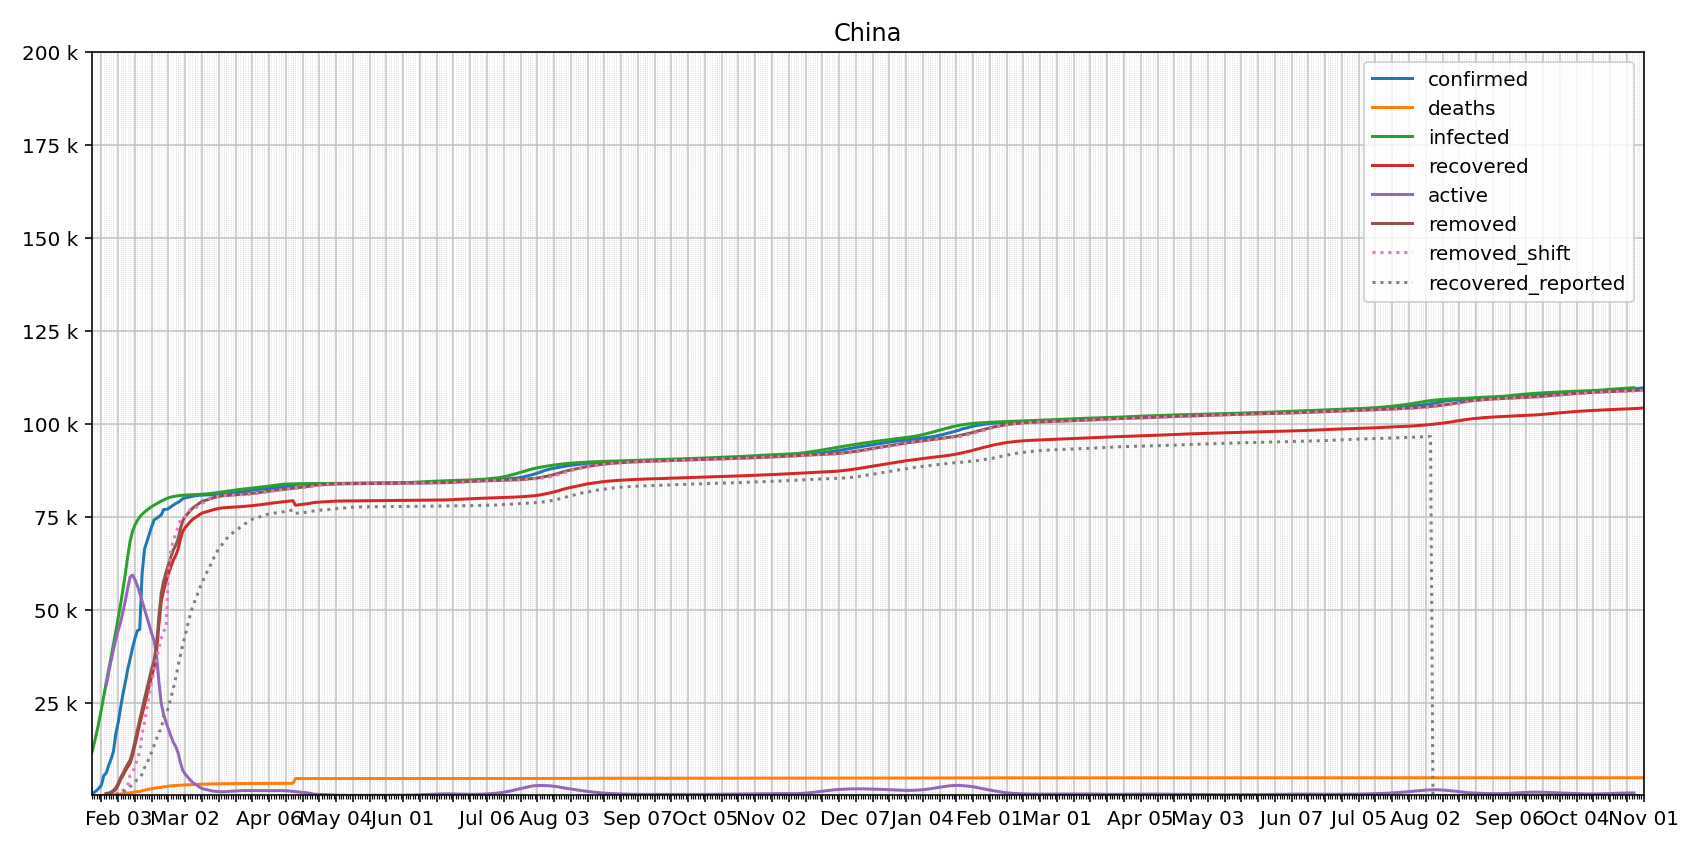 China
200 k
175 k
150 k
125 k
100 k
75 k
50 k
25 k
confirmed
deaths
infected
recovered
active
removed
removed_shift
recovered_reported
Feb 03 Mar 02 Apr 06 May 04 Jun 01 Jul 06 Aug 03 Sep 07 Oct 05 Nov 02 Dec 07 Jan 04 Feb 01 Mar 01 Apr 05 May 03 Jun 07 Jul 05 Aug 02 Sep 06 Oct 04 Nov 01